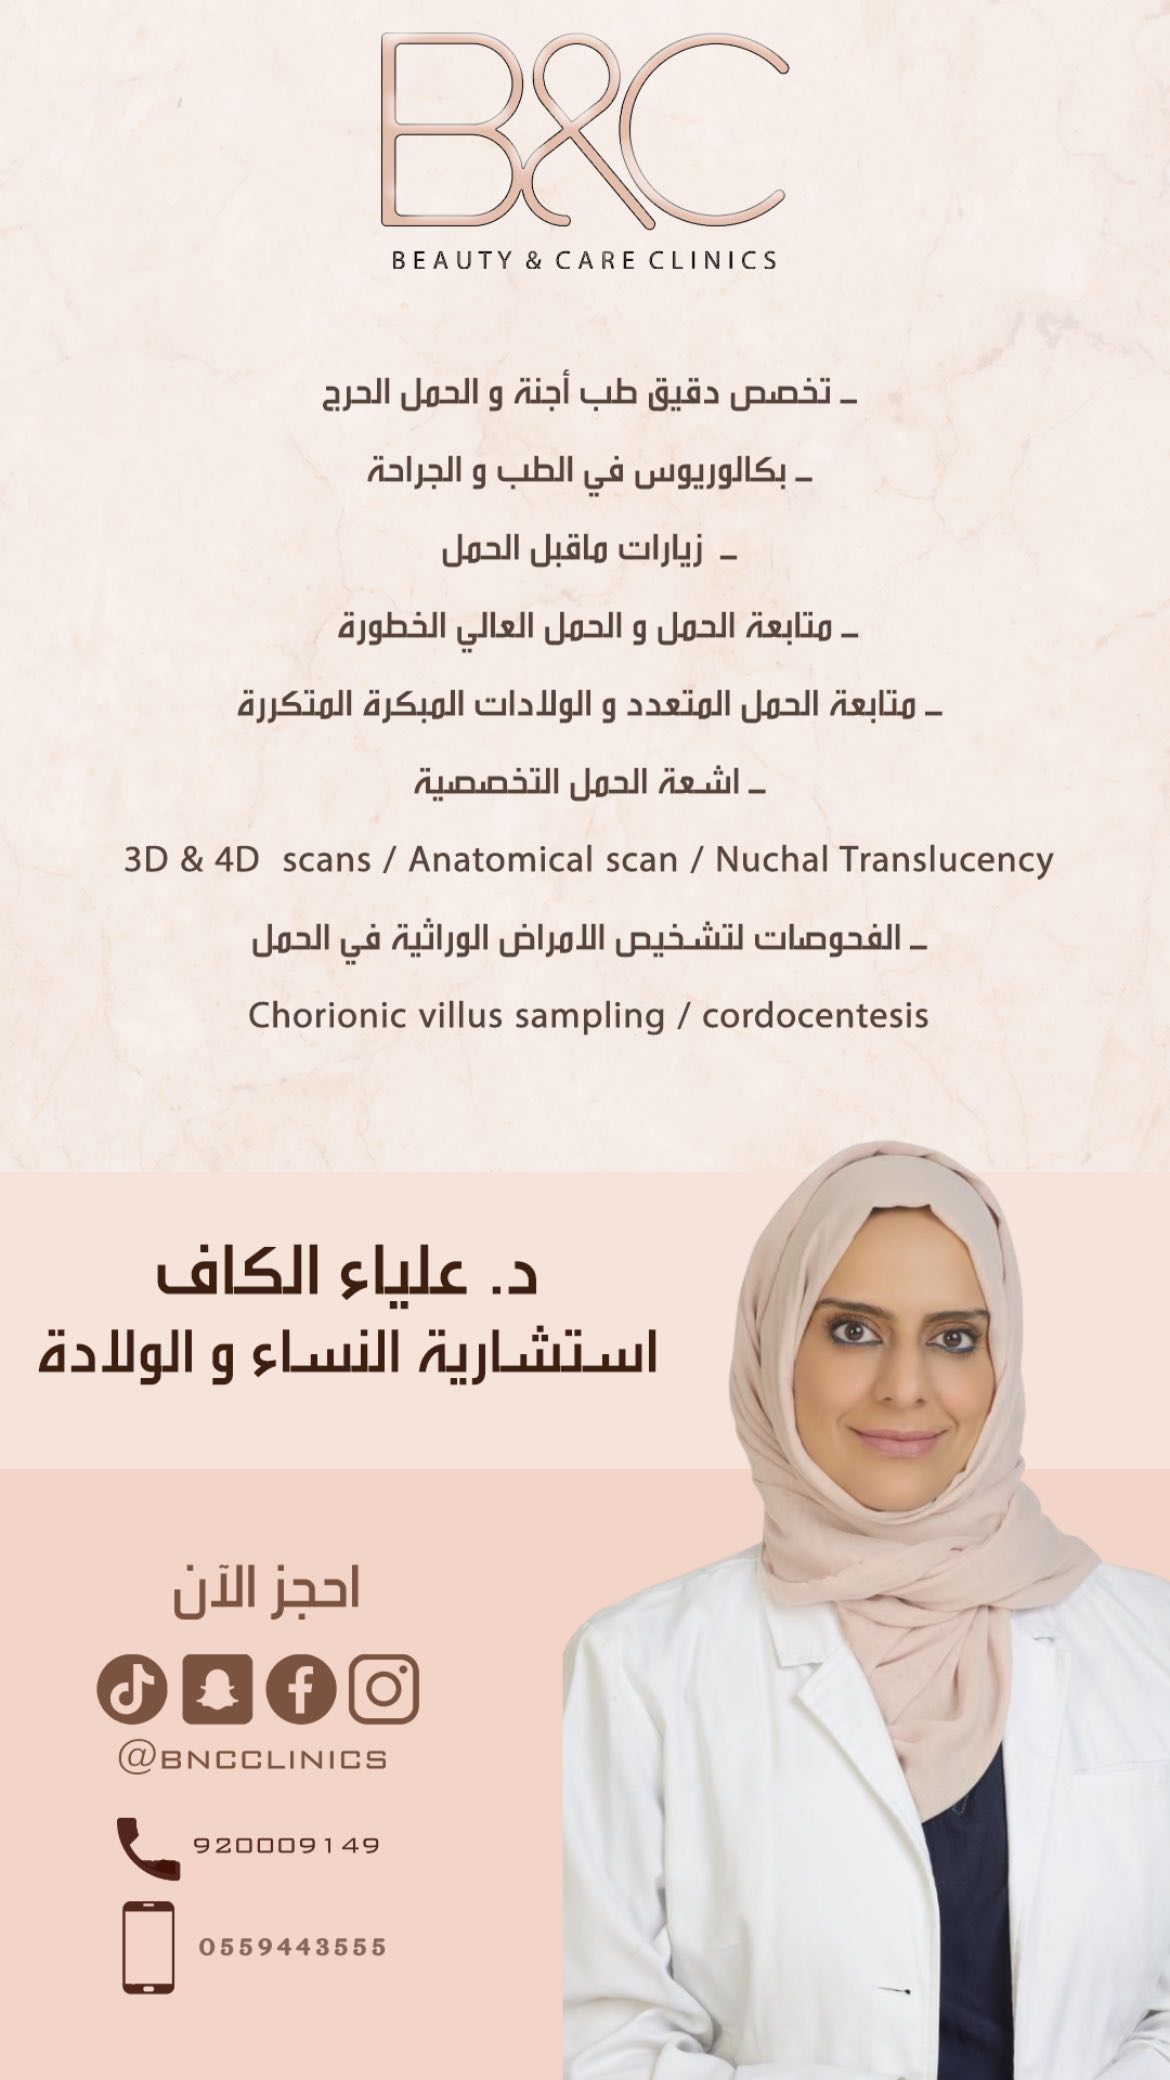 B&C
BEAUTY & CARE CLINICS
– تخصص دقيق طب أجنة و الحمل الحرج
– بكالوريوس في الطب و الجراحة
– زيارات ماقبل الحمل
– متابعة الحمل و الحمل العالي الخطورة
– متابعة الحمل المتعدد و الولادات المبكرة المتكررة
– اشعة الحمل التخصصية
3D & 4D scans / Anatomical scan / Nuchal Translucency
– الفحوصات لتشخيص الامراض الوراثية في الحمل
Chorionic villus sampling / cordocentesis
د. علياء الكاف
استشارية النساء و الولادة
احجز الآن
@BNCCLINICS
920009149
0559443555